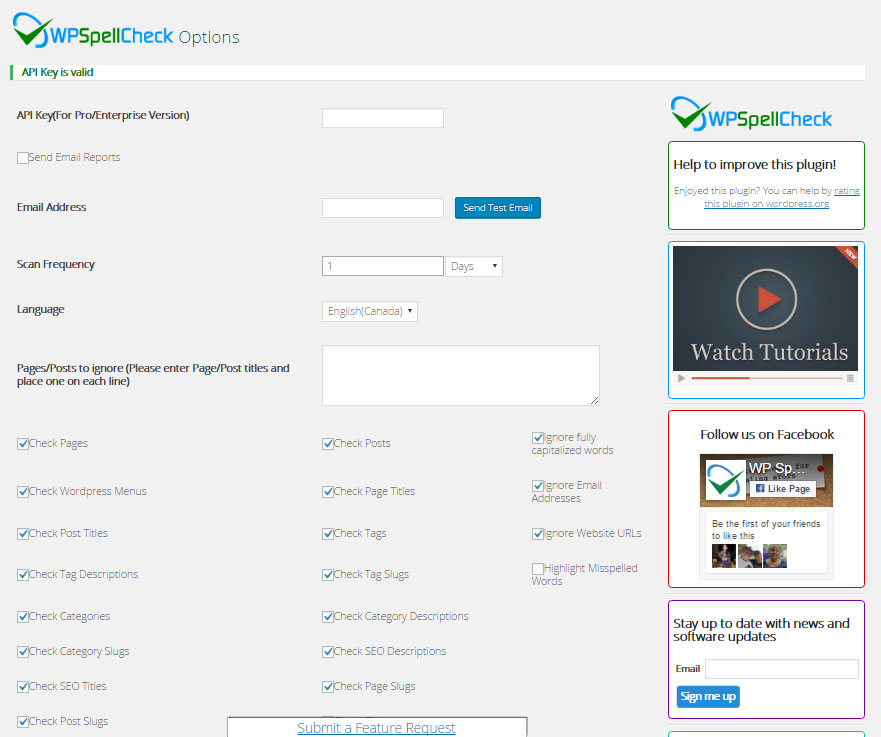 WPSpellCheck Options
API Key is valid
API Key(For Pro/Enterprise Version)
Send Email Reports
Email Address
Send Test Email
Scan Frequency
1
Days
Language
English(Canada)
Pages/Posts to ignore (Please enter Page/Post titles and
place one on each line)
Check Pages
Check Posts
Ignore fully
capitalized words
Check Wordpress Menus
Check Page Titles
Ignore Email
Addresses
Check Post Titles
Check Tags
Ignore Website URLs
Check Tag Descriptions
Check Tag Slugs
Highlight Misspelled
Words
Check Categories
Check Category Descriptions
Check Category Slugs
Check SEO Descriptions
Check SEO Titles
Check Page Slugs
Check Post Slugs
Submit a Feature Request
WPSpellCheck
Help to improve this plugin!
Enjoyed this plugin? You can help by rating
this plugin on wordpress.org
NEW
Watch Tutorials
Follow us on Facebook
WP Sp...
for
Like Page
Be the first of your friends
to like this
Stay up to date with news and
software updates
Email
Sign me up